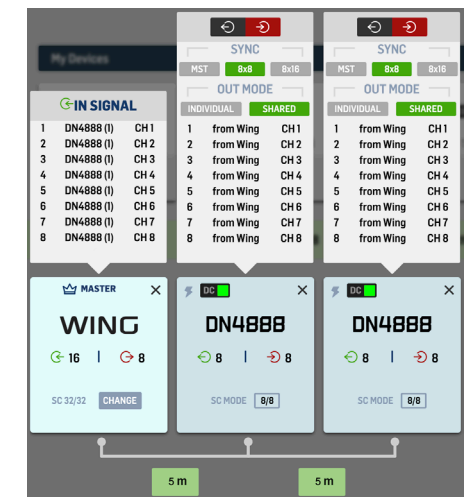 My Devices
IN SIGNAL
1 DN4888 (1) CH 1
2 DN4888 (1) CH 2
3 DN4888 (1) CH 3
4 DN4888 (1) CH 4
5 DN4888 (1) CH 5
6 DN4888 (1) CH 6
7 DN4888 (1) CH 7
8 DN4888 (1) CH 8
SYNC
MST 8x8 8x16
OUT MODE
INDIVIDUAL SHARED
1 from Wing CH 1
2 from Wing CH 2
3 from Wing CH 3
4 from Wing CH 4
5 from Wing CH 5
6 from Wing CH 6
7 from Wing CH 7
8 from Wing CH 8
SYNC
MST 8x8 8x16
OUT MODE
INDIVIDUAL SHARED
1 from Wing CH 1
2 from Wing CH 2
3 from Wing CH 3
4 from Wing CH 4
5 from Wing CH 5
6 from Wing CH 6
7 from Wing CH 7
8 from Wing CH 8
MASTER
WING
16 | 8
SC 32/32 CHANGE
DC
DN4888
8 | 8
SC MODE 8/8
DC
DN4888
8 | 8
SC MODE 8/8
5 m
5 m